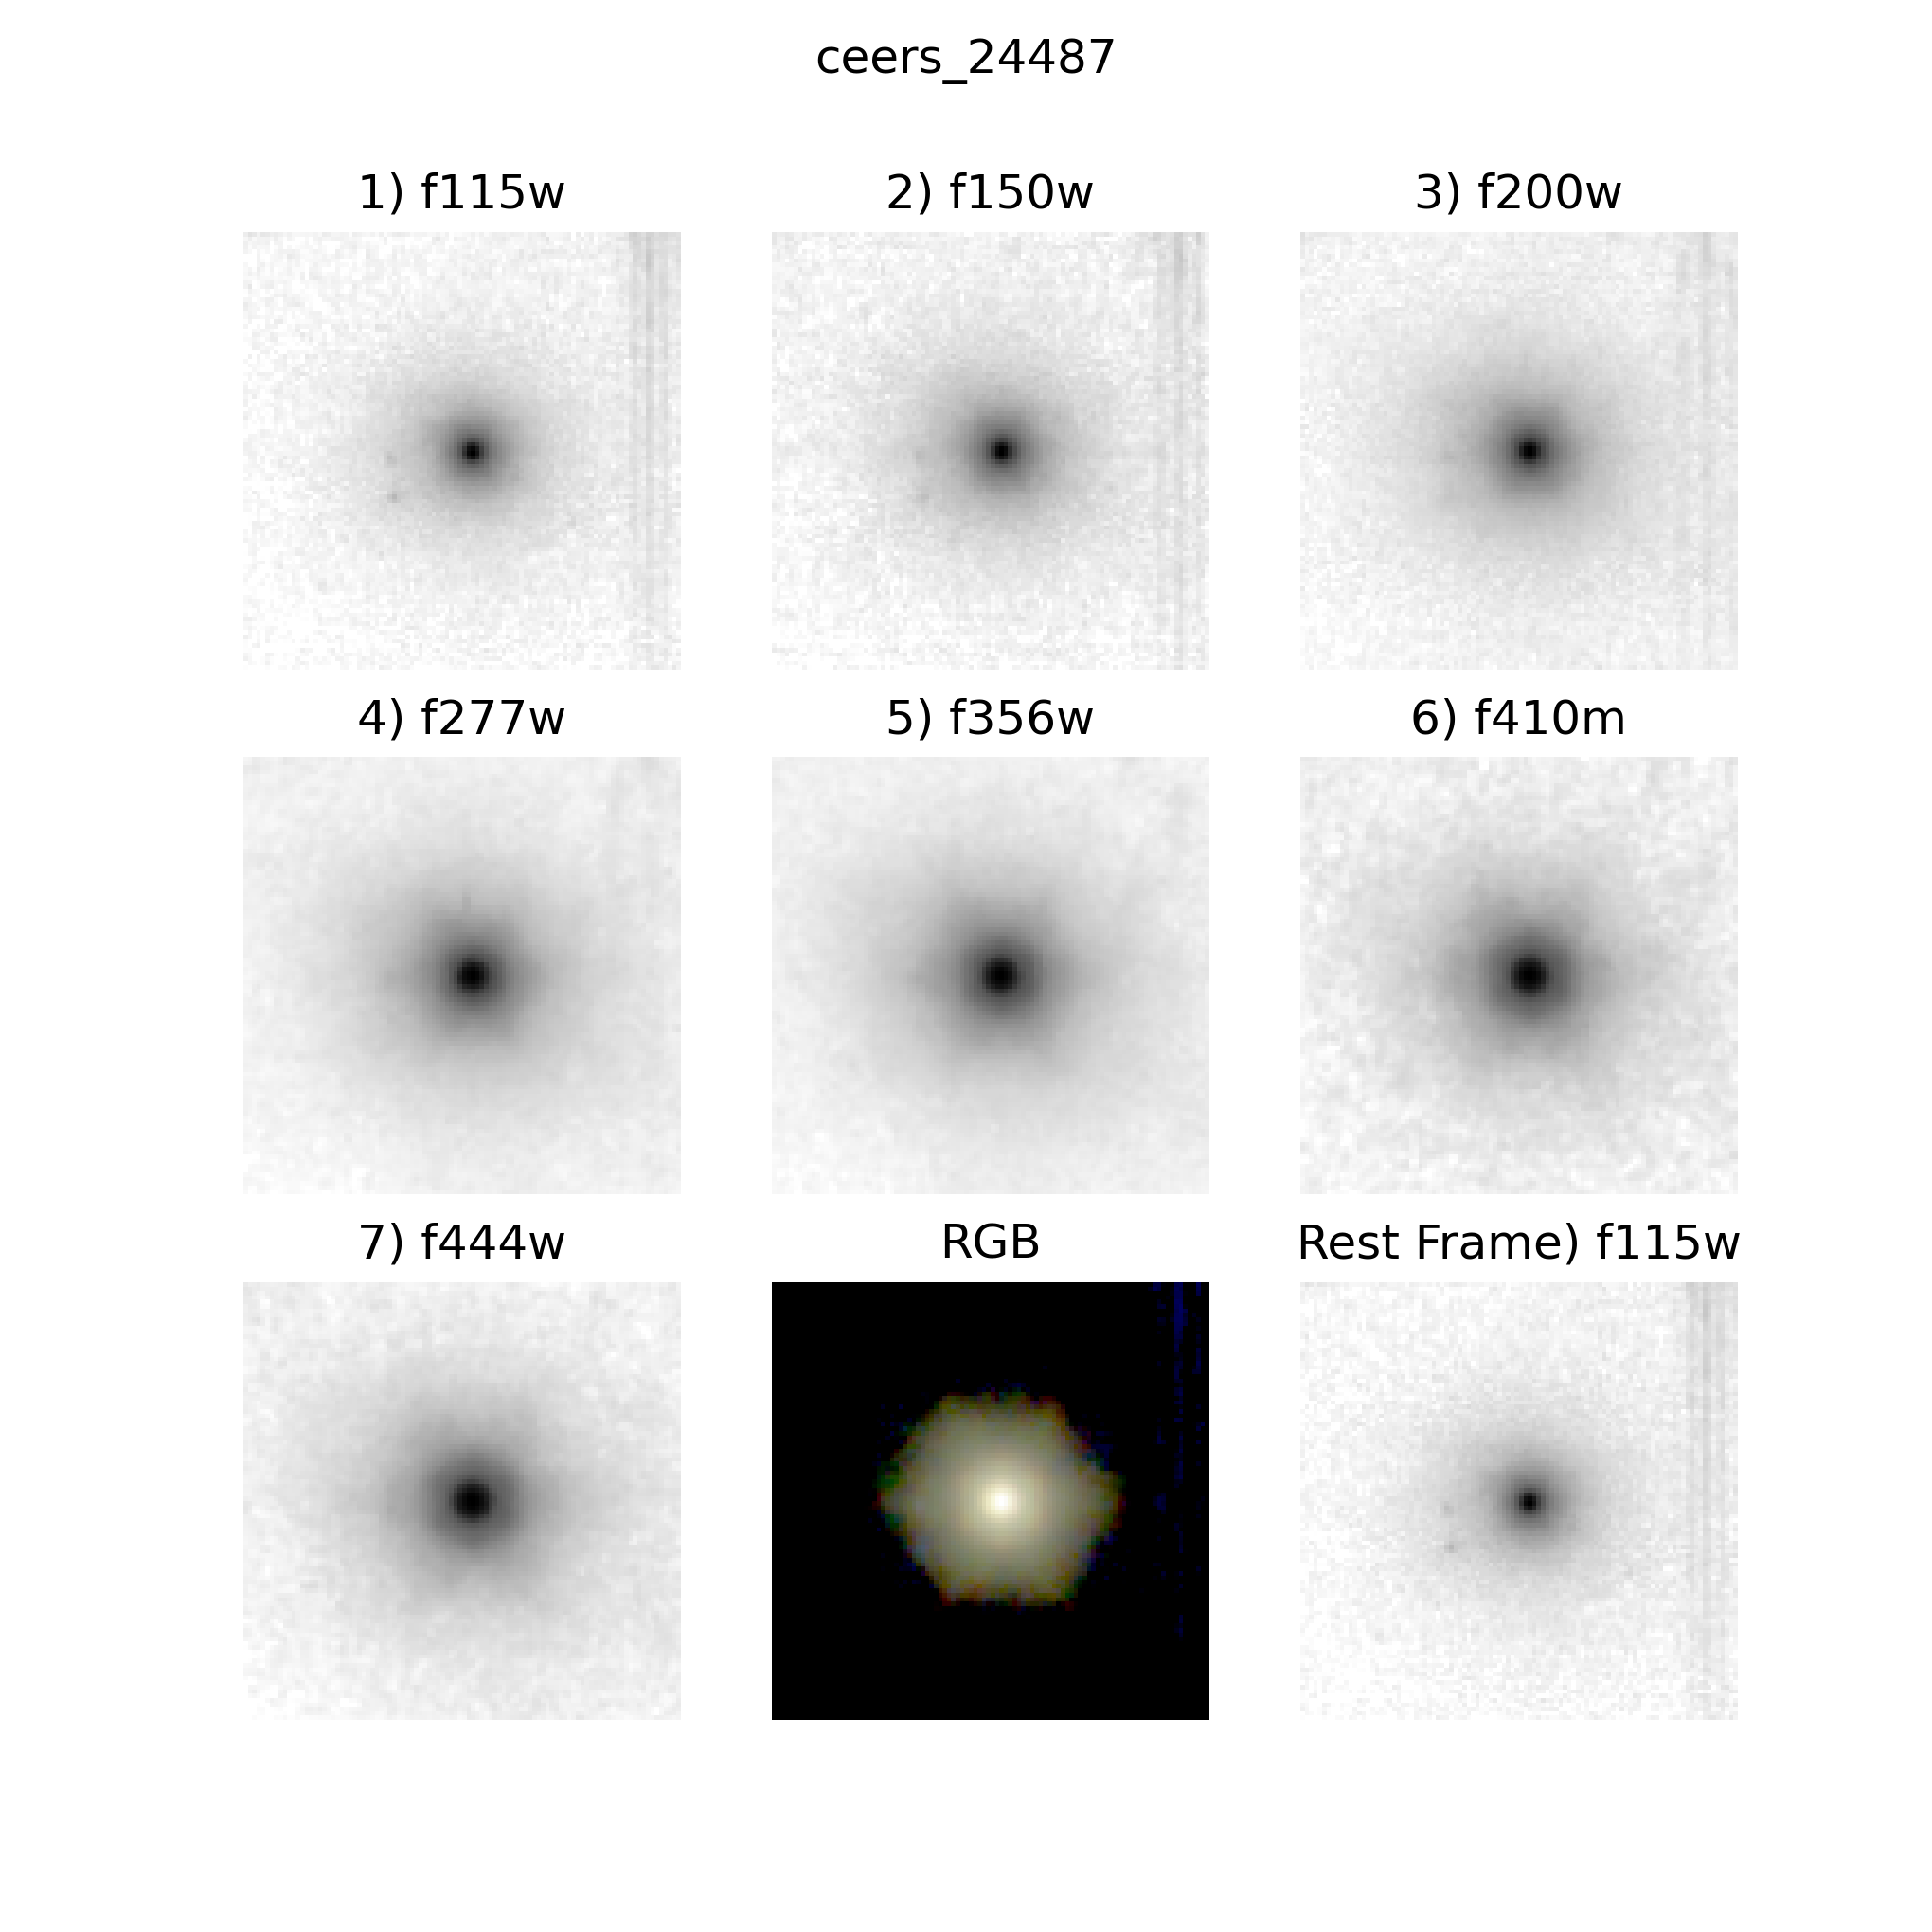 ceers_24487
1) f115w
2) f150w
3) f200w
4) f277w
5) f356w
6) f410m
7) f444w
RGB
Rest Frame) f115w